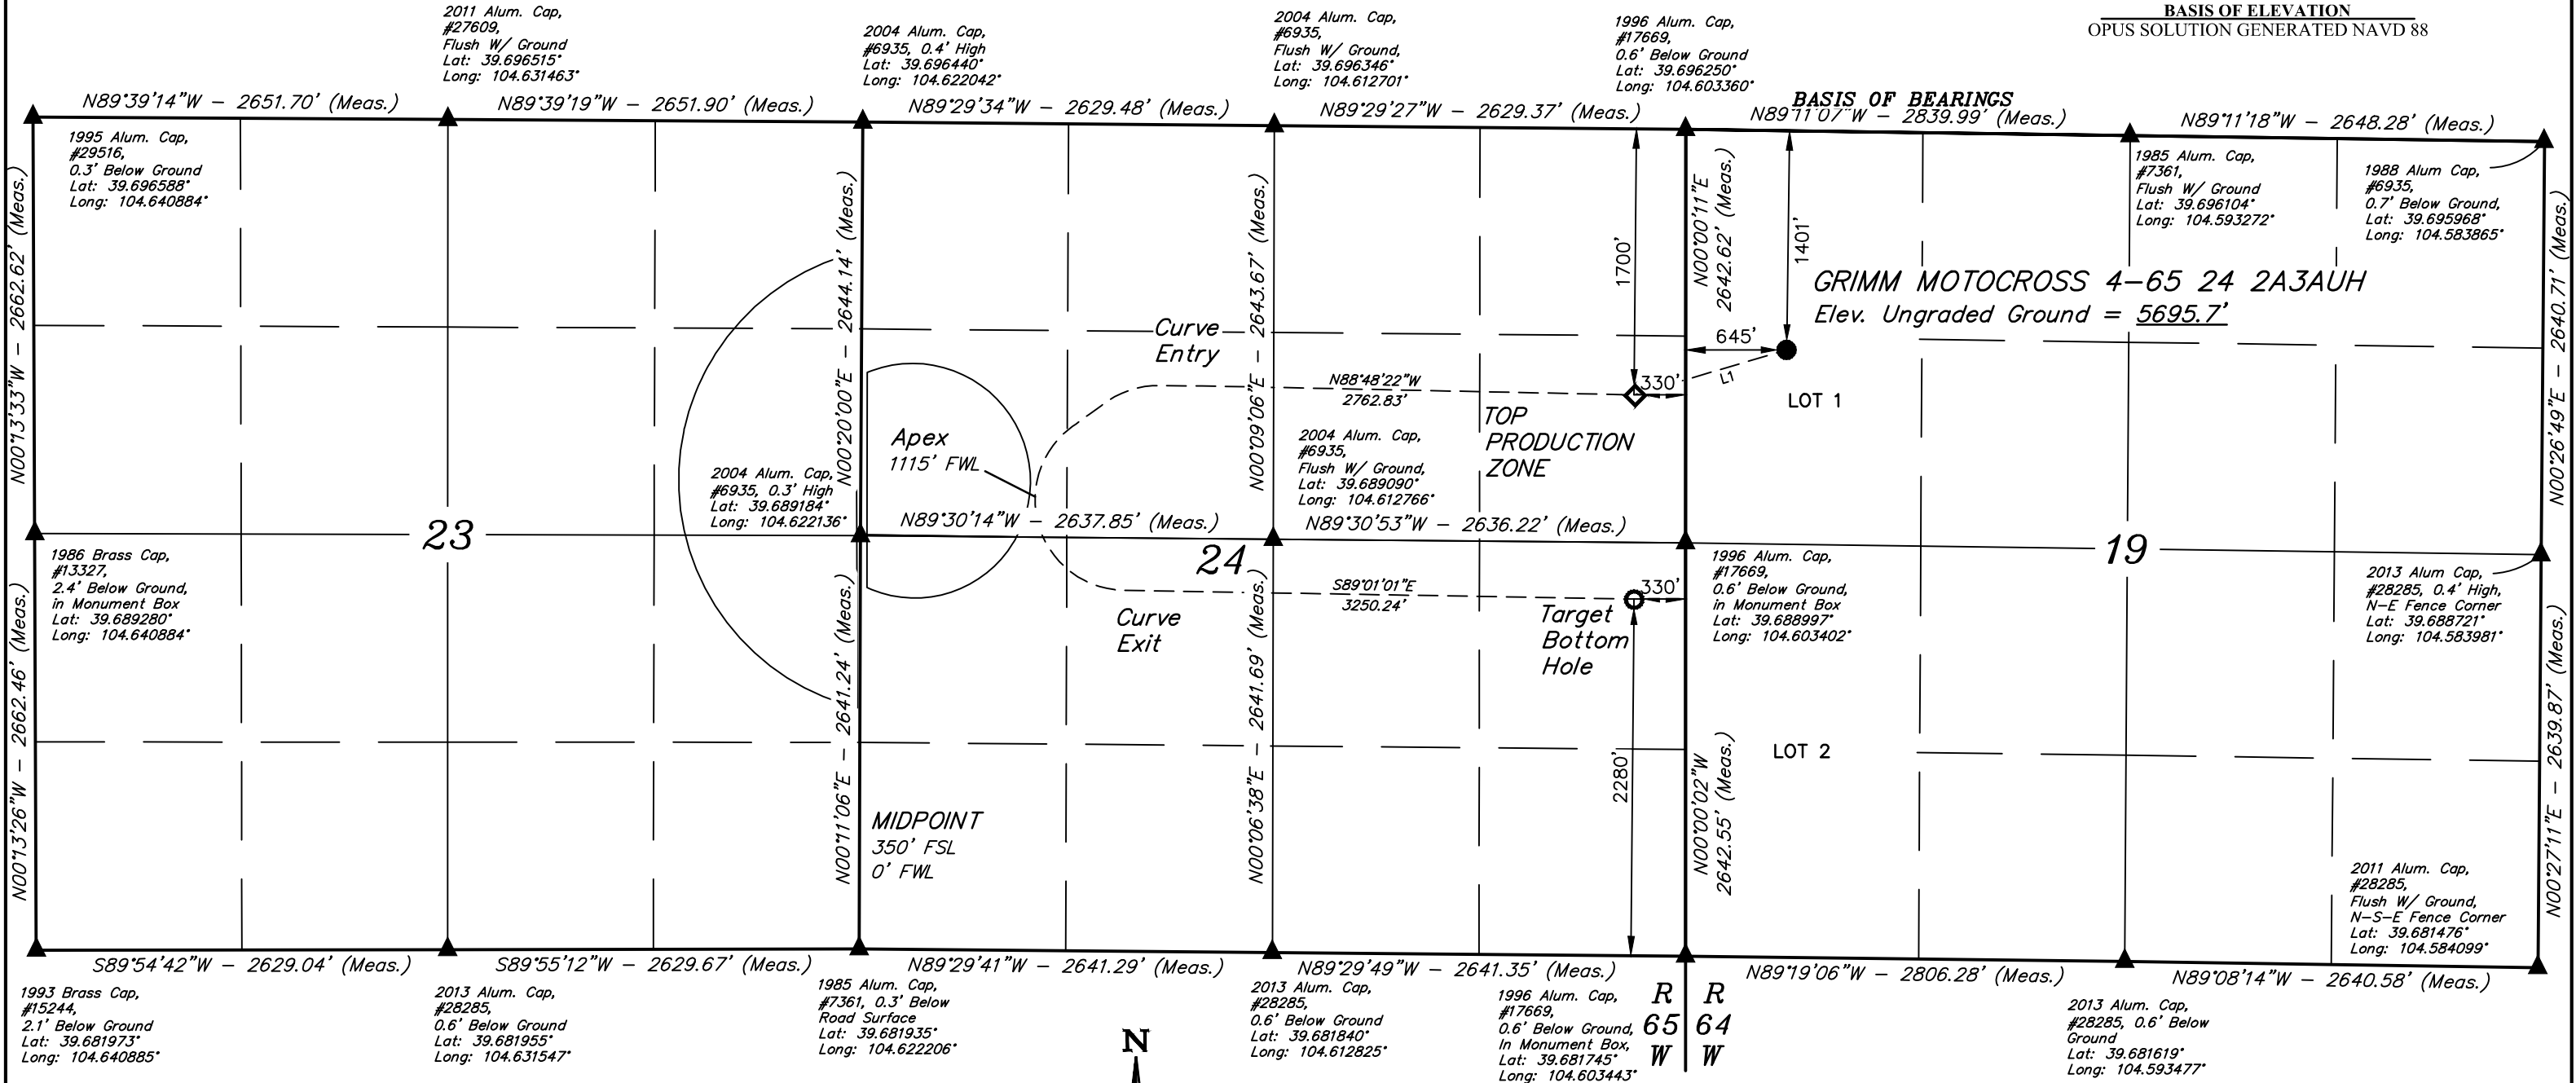 BASIS OF ELEVATION
OPUS SOLUTION GENERATED NAVD 88
2011 Alum. Cap,
#27609,
Flush W/ Ground
Lat: 39.696515°
Long: 104.631463°
2004 Alum. Cap,
#6935, 0.4' High
Lat: 39.696440°
Long: 104.622042°
2004 Alum. Cap,
#6935,
Flush W/ Ground,
Lat: 39.696346°
Long: 104.612701°
1996 Alum. Cap,
#17669,
0.6' Below Ground
Lat: 39.696250°
Long: 104.603360°
N89°39'14"W – 2651.70' (Meas.)
N89°39'19"W – 2651.90' (Meas.)
N89°29'34"W – 2629.48' (Meas.)
N89°29'27"W – 2629.37' (Meas.)
BASIS OF BEARINGS
N89°11'07"W – 2839.99' (Meas.)
N89°11'18"W – 2648.28' (Meas.)
1995 Alum. Cap,
#29516,
0.3' Below Ground
Lat: 39.696588°
Long: 104.640884°
1985 Alum. Cap,
#7361,
Flush W/ Ground
Lat: 39.696104°
Long: 104.593272°
1988 Alum Cap,
#6935,
0.7' Below Ground,
Lat: 39.695968°
Long: 104.583865°
N00°13'33"W – 2662.62' (Meas.)
N00°20'00"E – 2644.14' (Meas.)
N00°09'06"E – 2643.67' (Meas.)
N00°00'11"E
2642.62' (Meas.)
N00°26'49"E – 2640.71' (Meas.)
1700'
1401'
GRIMM MOTOCROSS 4–65 24 2A3AUH
Elev. Ungraded Ground = 5695.7'
645'
L1
330'
LOT 1
Curve
Entry
N88°48'22"W
2762.83'
TOP
PRODUCTION
ZONE
Apex
1115' FWL
2004 Alum. Cap,
#6935,
Flush W/ Ground,
Lat: 39.689090°
Long: 104.612766°
2004 Alum. Cap,
#6935, 0.3' High
Lat: 39.689184°
Long: 104.622136°
N89°30'14"W – 2637.85' (Meas.)
N89°30'53"W – 2636.22' (Meas.)
23
24
19
1986 Brass Cap,
#13327,
2.4' Below Ground,
in Monument Box
Lat: 39.689280°
Long: 104.640884°
1996 Alum. Cap,
#17669,
0.6' Below Ground,
in Monument Box
Lat: 39.688997°
Long: 104.603402°
2013 Alum Cap,
#28285, 0.4' High,
N–E Fence Corner
Lat: 39.688721°
Long: 104.583981°
S89°01'01"E
3250.24'
330'
Curve
Exit
Target
Bottom
Hole
N00°13'26"W – 2662.46' (Meas.)
N00°11'06"E – 2641.24' (Meas.)
N00°06'38"E – 2641.69' (Meas.)
2280'
N00°00'02"W
2642.55' (Meas.)
N00°27'11"E – 2639.87' (Meas.)
LOT 2
MIDPOINT
350' FSL
0' FWL
2011 Alum. Cap,
#28285,
Flush W/ Ground,
N–S–E Fence Corner
Lat: 39.681476°
Long: 104.584099°
S89°54'42"W – 2629.04' (Meas.)
S89°55'12"W – 2629.67' (Meas.)
N89°29'41"W – 2641.29' (Meas.)
N89°29'49"W – 2641.35' (Meas.)
N89°19'06"W – 2806.28' (Meas.)
N89°08'14"W – 2640.58' (Meas.)
1993 Brass Cap,
#15244,
2.1' Below Ground
Lat: 39.681973°
Long: 104.640885°
2013 Alum. Cap,
#28285,
0.6' Below Ground
Lat: 39.681955°
Long: 104.631547°
1985 Alum. Cap,
#7361, 0.3' Below
Road Surface
Lat: 39.681935°
Long: 104.622206°
N
2013 Alum. Cap,
#28285,
0.6' Below Ground
Lat: 39.681840°
Long: 104.612825°
1996 Alum. Cap,
#17669,
0.6' Below Ground,
In Monument Box,
Lat: 39.681745°
Long: 104.603443°
R R
65 64
W W
2013 Alum. Cap,
#28285, 0.6' Below
Ground
Lat: 39.681619°
Long: 104.593477°